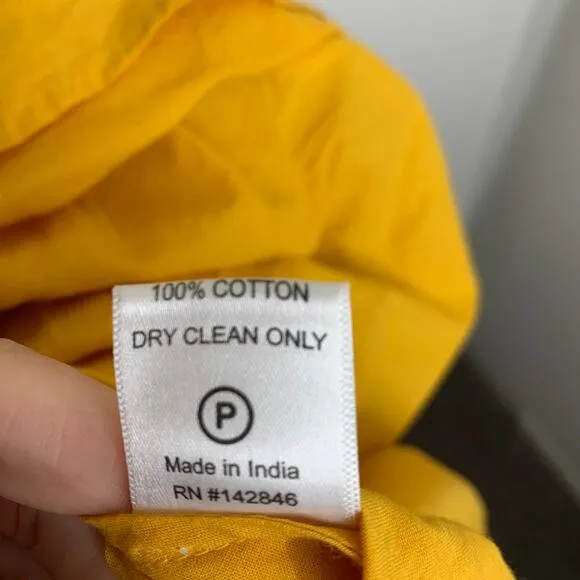 100% COTTON
DRY CLEAN ONLY
P
Made in India
RN #142846